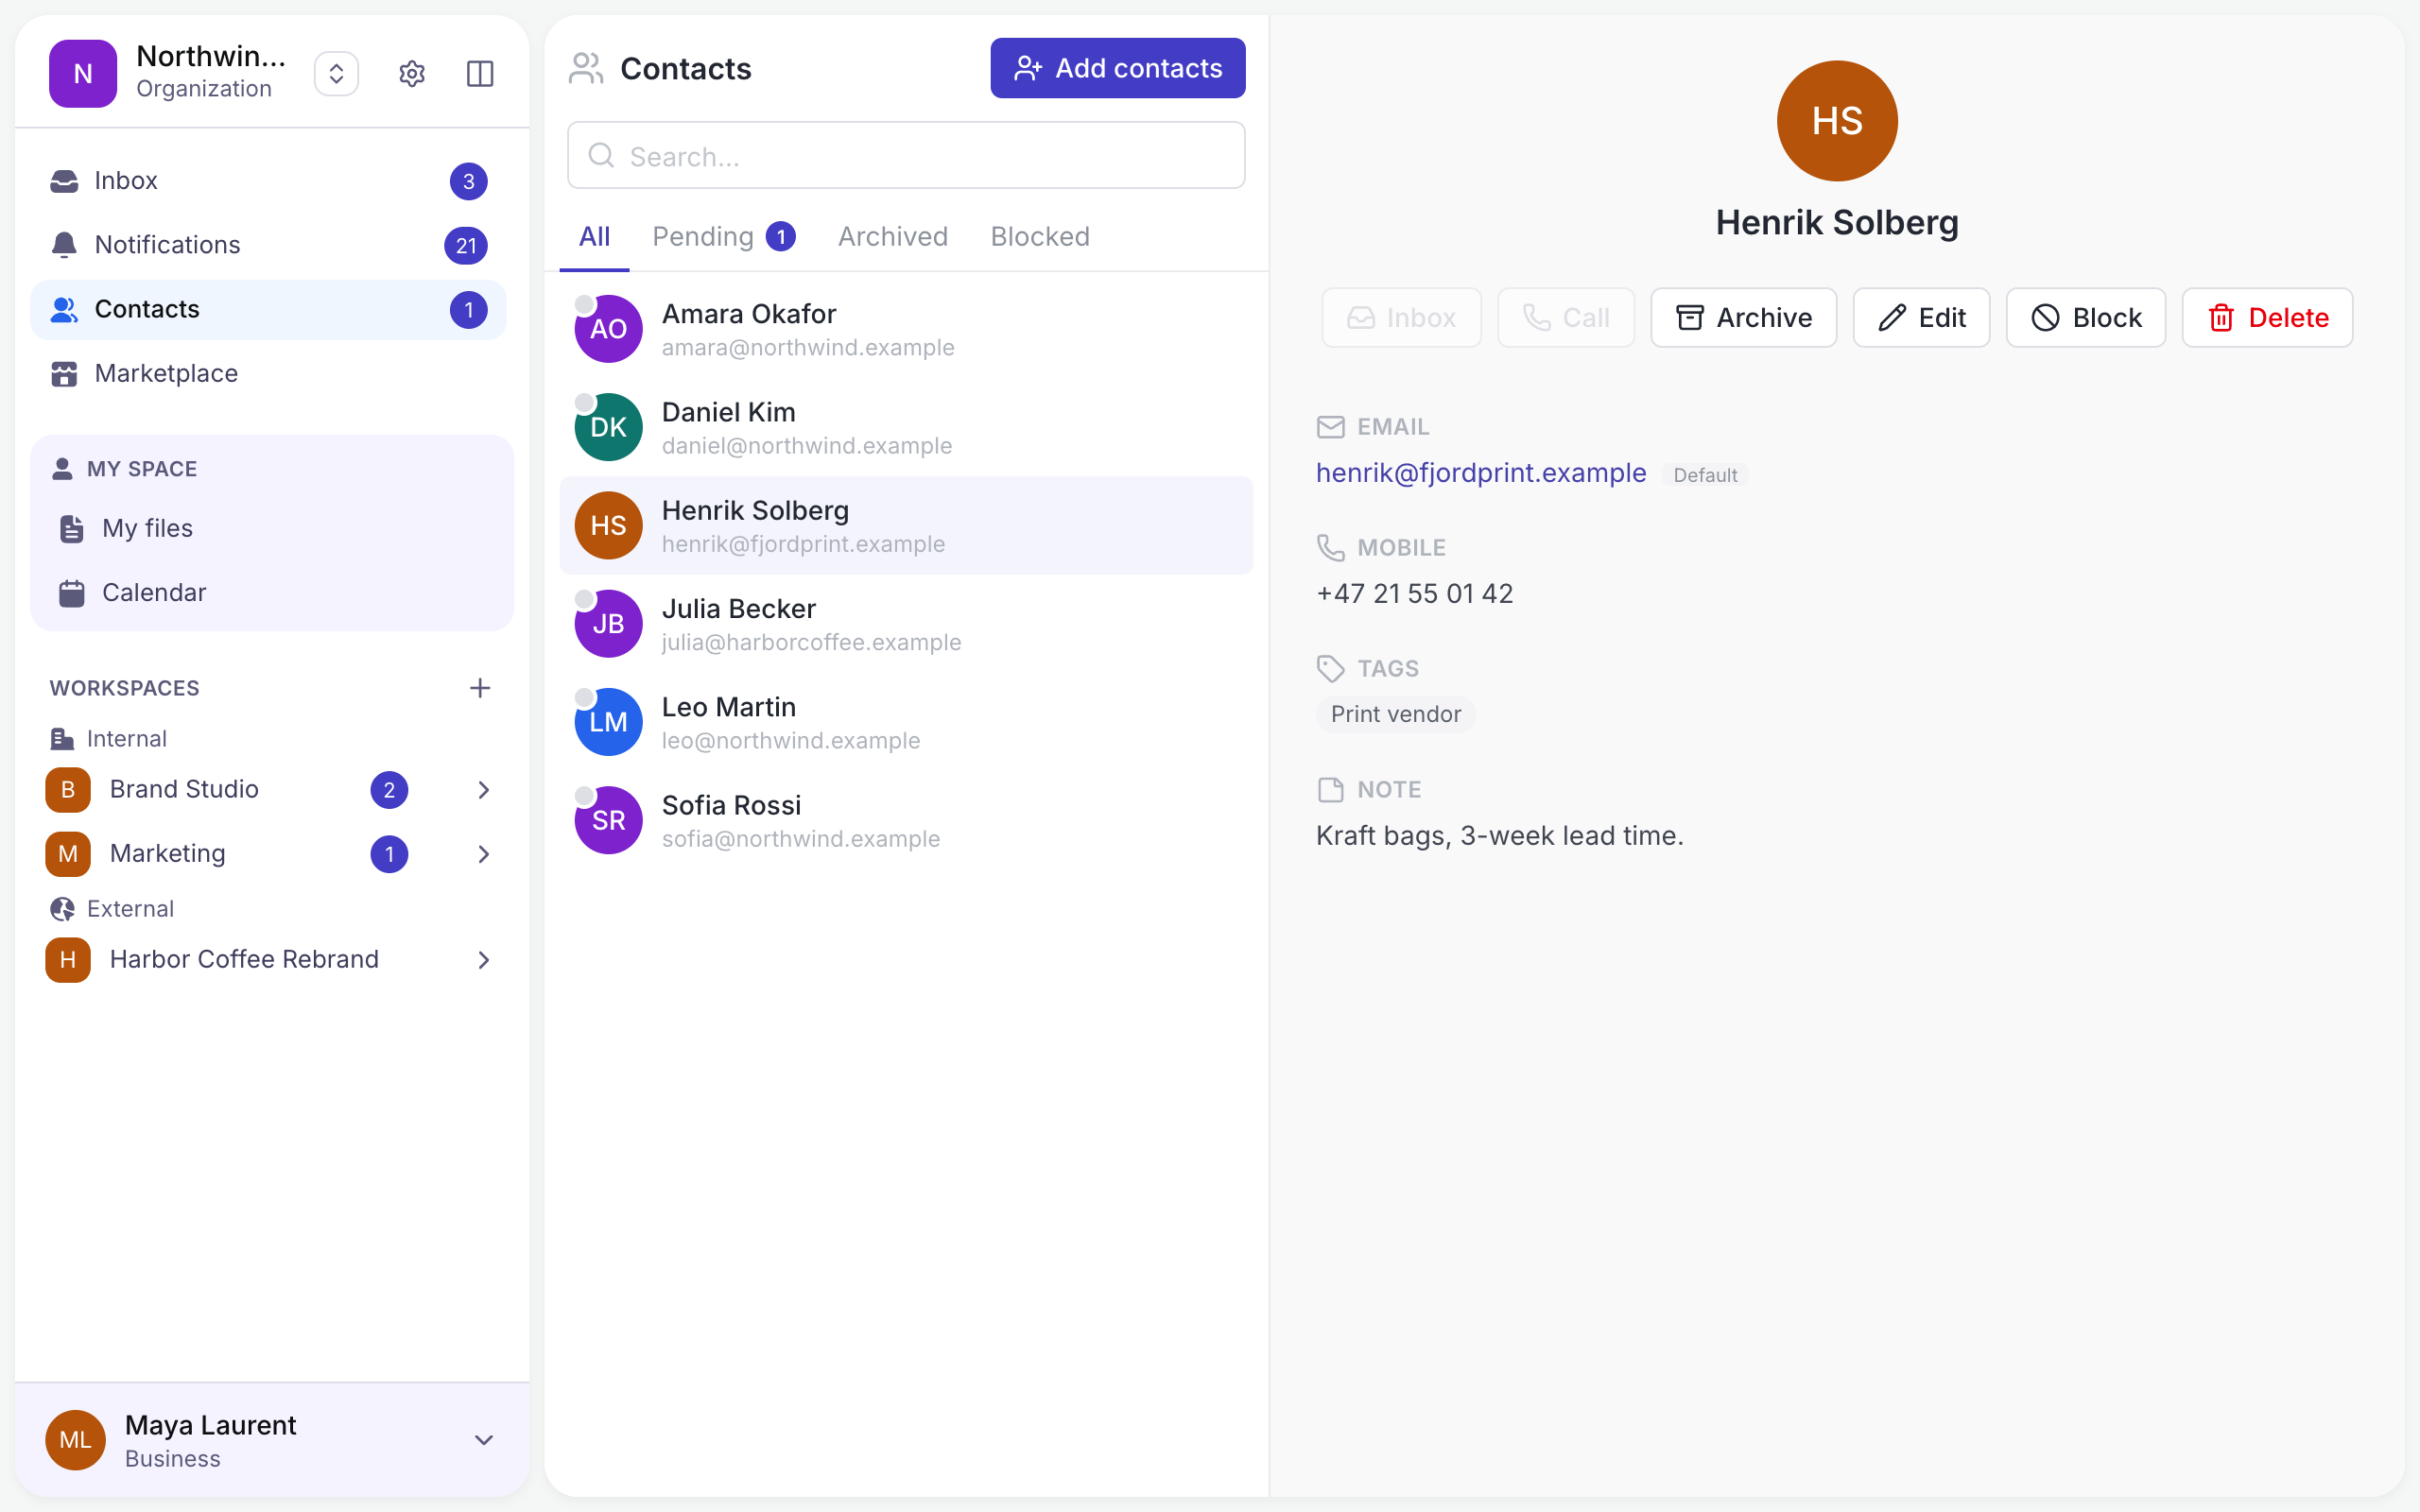 N
Northwin...
Organization
Inbox
3
Notifications
21
Contacts
1
Marketplace
MY SPACE
My files
Calendar
WORKSPACES
Internal
B
Brand Studio
2
M
Marketing
1
External
H
Harbor Coffee Rebrand
ML
Maya Laurent
Business
Contacts
Add contacts
Search...
All
Pending 1
Archived
Blocked
AO
Amara Okafor
amara@northwind.example
DK
Daniel Kim
daniel@northwind.example
HS
Henrik Solberg
henrik@fjordprint.example
JB
Julia Becker
julia@harborcoffee.example
LM
Leo Martin
leo@northwind.example
SR
Sofia Rossi
sofia@northwind.example
HS
Henrik Solberg
Inbox
Call
Archive
Edit
Block
Delete
EMAIL
henrik@fjordprint.example Default
MOBILE
+47 21 55 01 42
TAGS
Print vendor
NOTE
Kraft bags, 3-week lead time.